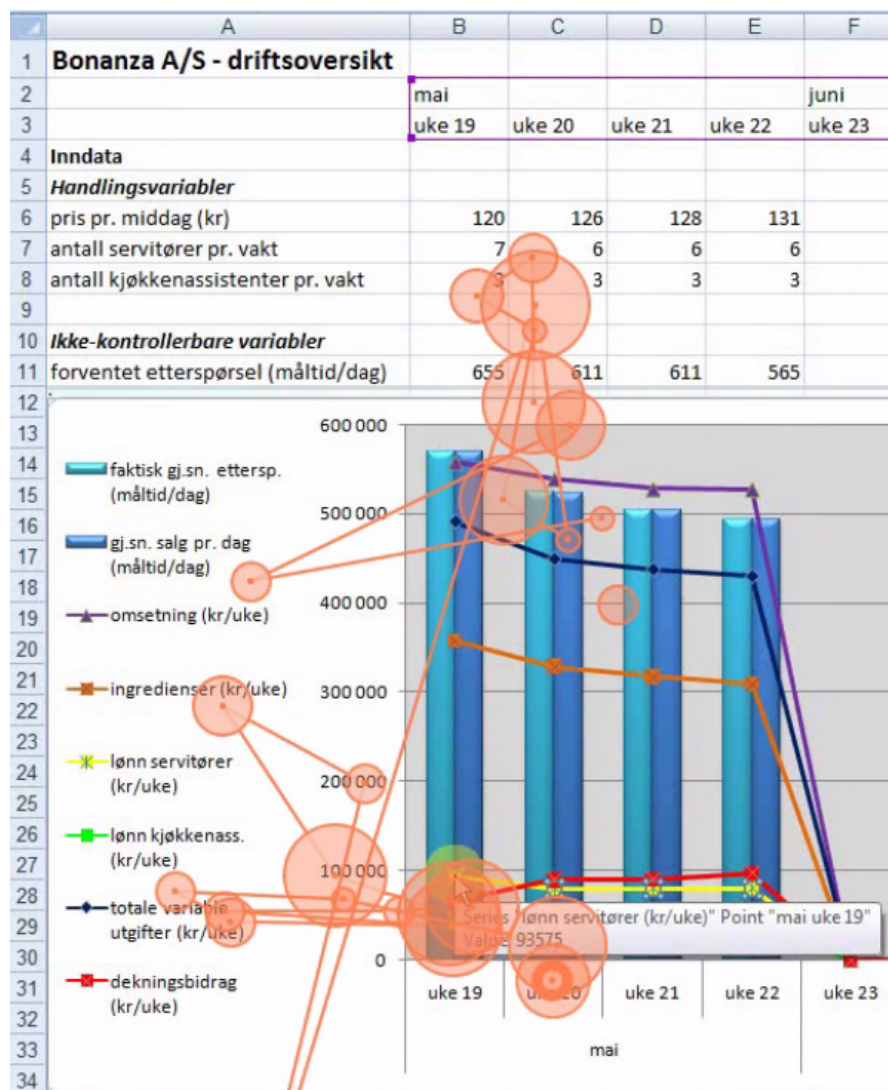 A B C D E F
1 Bonanza A/S - driftsoversikt
2 mai juni
3 uke 19 uke 20 uke 21 uke 22 uke 23
4 Inndata
5 Handlingsvariabler
6 pris pr. middag (kr) 120 126 128 131
7 antall servitører pr. vakt 7 6 6 6
8 antall kjøkkenassistenter pr. vakt 3 3 3
9
10 Ikke-kontrollerbare variabler
11 forventet etterspørsel (måltid/dag) 655 611 611 565
12
13
14
15
16
17
18
19
20
21
22
23
24
25
26
27
28
29
30
31
32
33
34
faktisk gj.sn. ettersp.
(måltid/dag)
gj.sn. salg pr. dag
(måltid/dag)
omsetning (kr/uke)
ingredienser (kr/uke)
lønn servitører
(kr/uke)
lønn kjøkkenass.
(kr/uke)
totale variable
utgifter (kr/uke)
dekningsbidrag
(kr/uke)
600 000
500 000
400 000
300 000
200 000
100 000
0
Series "lønn servitører (kr/uke)" Point "mai uke 19"
93575
uke 19 uke 21 uke 22 uke 23
mai